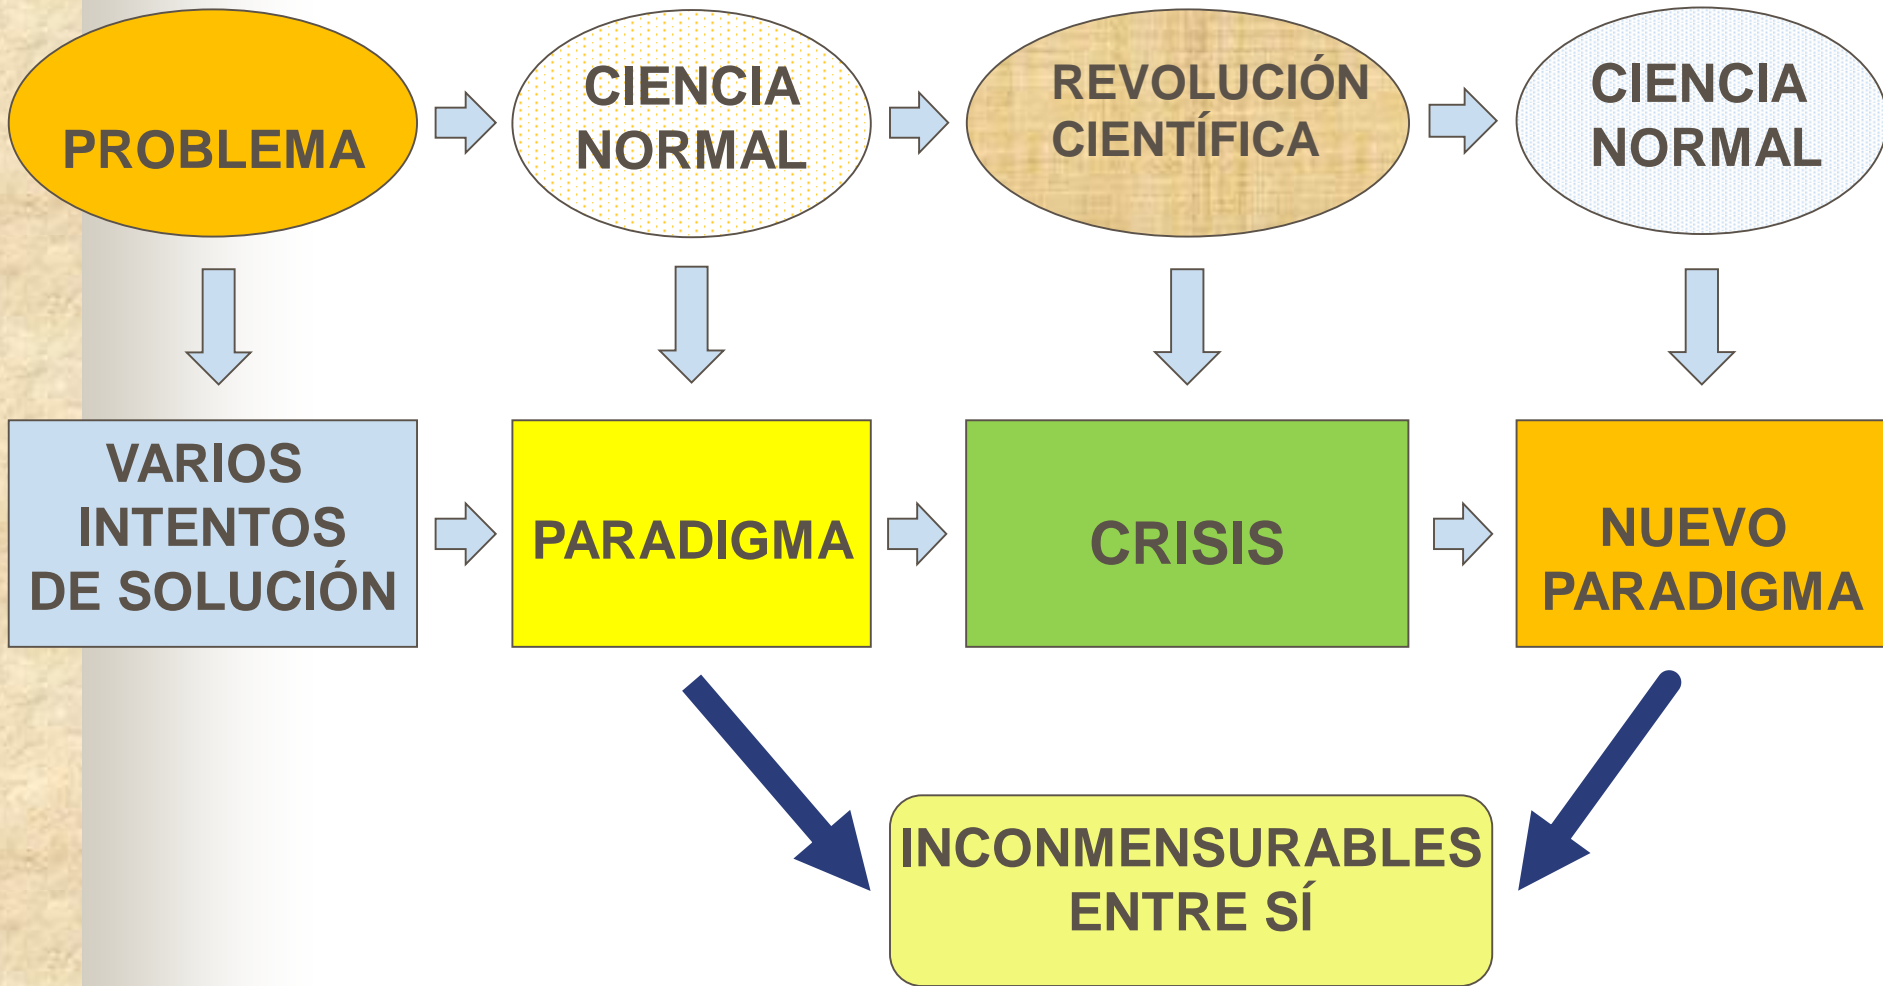 PROBLEMA
CIENCIA
NORMAL
REVOLUCIÓN
CIENTÍFICA
CIENCIA
NORMAL
VARIOS
INTENTOS
DE SOLUCIÓN
PARADIGMA
CRISIS
NUEVO
PARADIGMA
INCONMENSURABLES
ENTRE SÍ